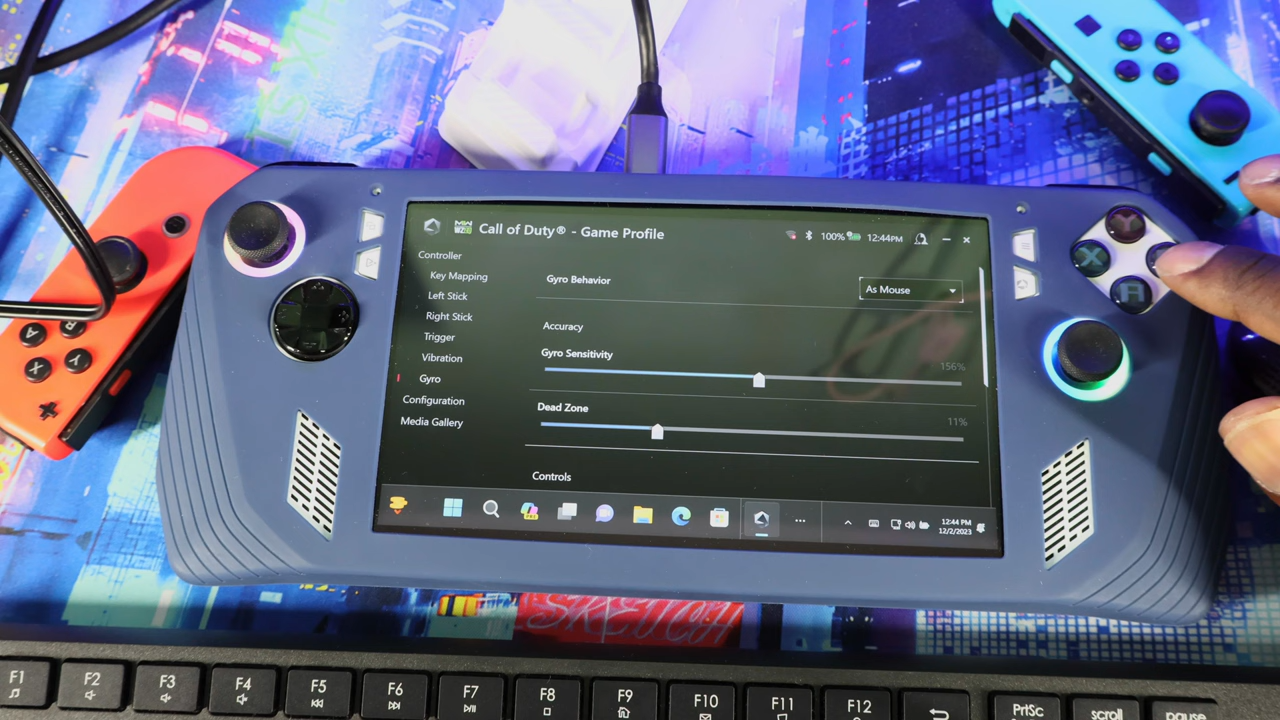 Call of Duty® - Game Profile
100%
12:44PM
Controller
Key Mapping
Left Stick
Right Stick
Trigger
Vibration
Gyro
Configuration
Media Gallery
Gyro Behavior
As Mouse
Accuracy
Gyro Sensitivity
156%
Dead Zone
11%
Controls
12:44 PM
12/2/2023
Y
X
A
A
B
X
Y
SKETCH
F1
F2
F3
F4
F5
F6
F7
F8
F9
F10
F11
F12
PrtSc
scroll
pause